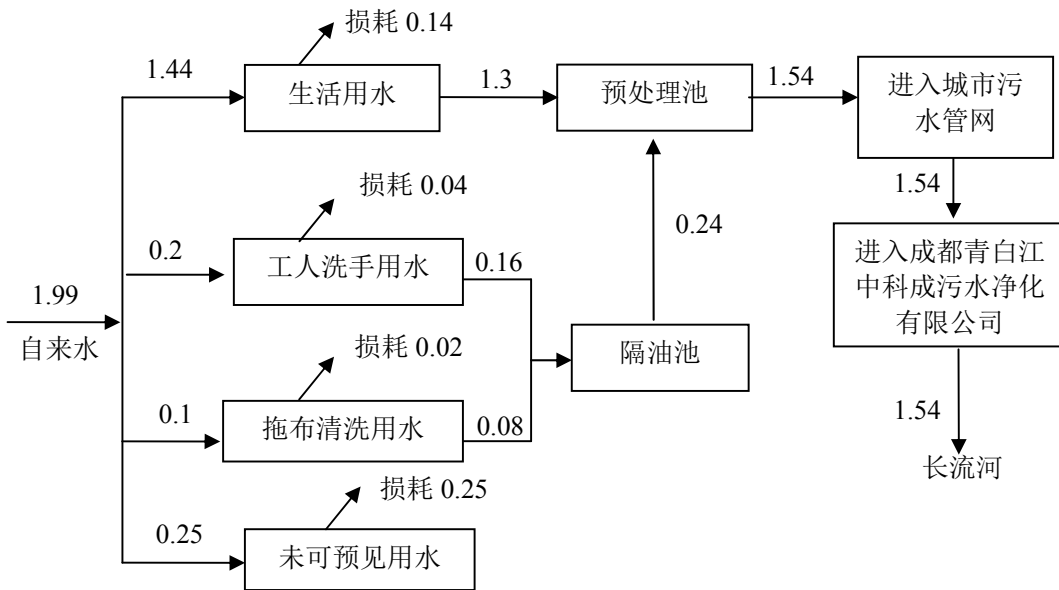 损耗 0.14
1.44
生活用水
1.3
预处理池
1.54
进入城市污
水管网
1.54
损耗 0.04
0.2
工人洗手用水
0.16
0.24
进入成都青白江
中科成污水净化
有限公司
1.99
自来水
损耗 0.02
隔油池
0.1
拖布清洗用水
0.08
1.54
长流河
损耗 0.25
0.25
未可预见用水